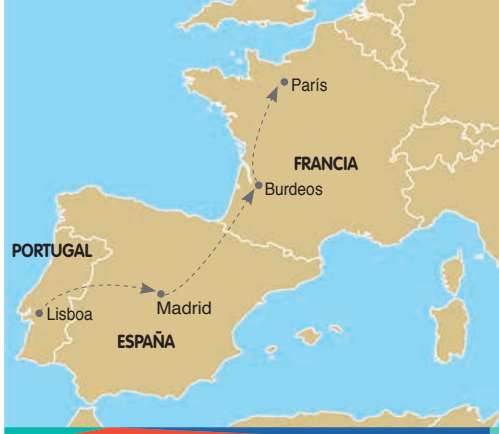 París
FRANCIA
Burdeos
PORTUGAL
Madrid
Lisboa
ESPAÑA